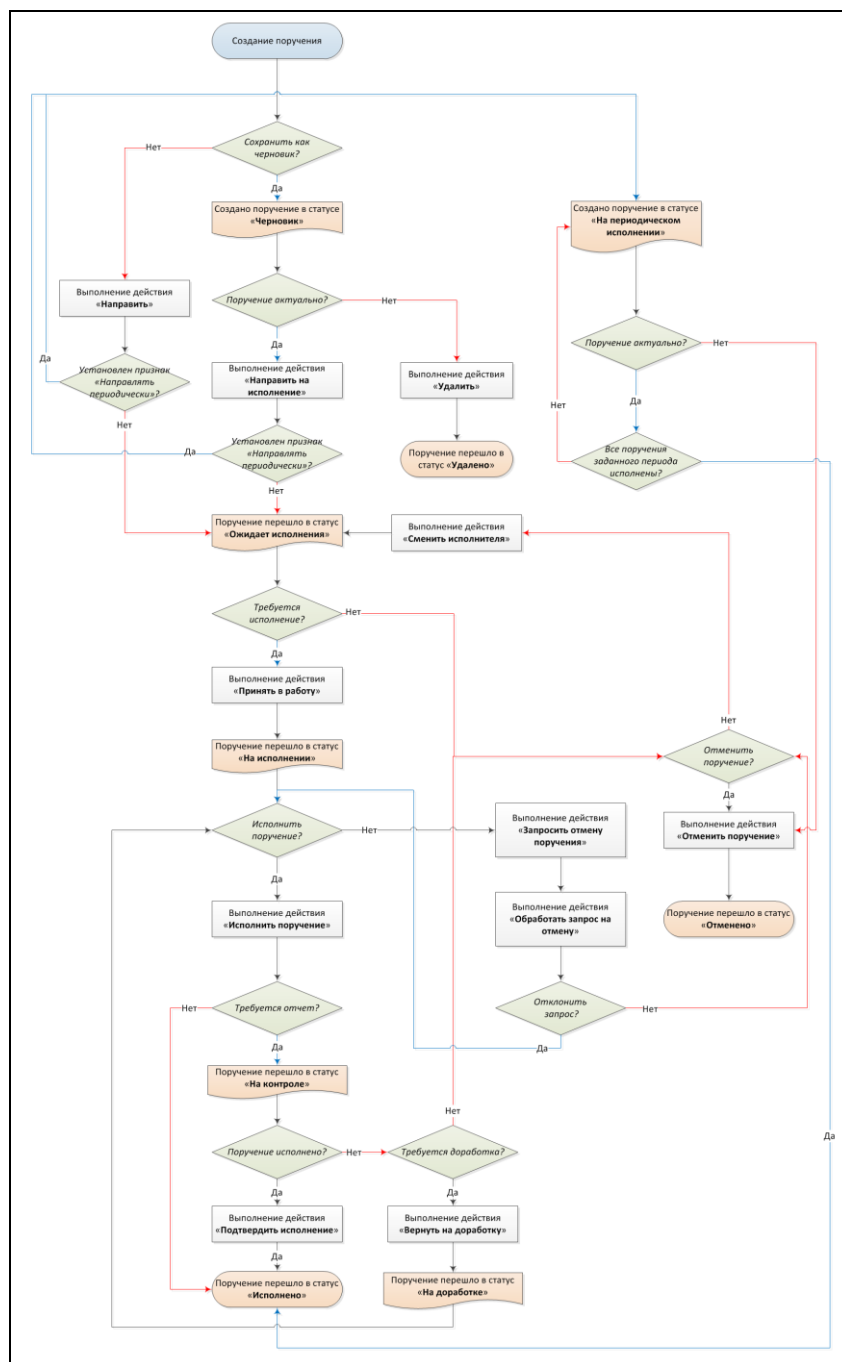 Создание поручения
Сохранить как
черновик?
Нет
Да
Да
Создано поручение в статусе
«Черновик»
Создано поручение в статусе
«На периодическом
исполнении»
Выполнение действия
«Направить»
Поручение актуально?
Нет
Да
Поручение актуально?
Нет
Да
Да
Установлен признак
«Направлять
периодически»?
Нет
Выполнение действия
«Направить на
исполнение»
Выполнение действия
«Удалить»
Нет
Установлен признак
«Направлять
периодически»?
Да
Нет
Поручение перешло в
статус «Удалено»
Все поручения
заданного периода
исполнены?
Поручение перешло в статус
«Ожидает исполнения»
Выполнение действия
«Сменить исполнителя»
Требуется
исполнение?
Нет
Да
Выполнение действия
«Принять в работу»
Нет
Поручение перешло в статус
«На исполнении»
Отменить
поручение?
Да
Исполнить
поручение?
Нет
Да
Выполнение действия
«Запросить отмену
поручения»
Выполнение действия
«Отменить поручение»
Выполнение действия
«Исполнить поручение»
Выполнение действия
«Обработать запрос на
отмену»
Поручение перешло в статус
«Отменено»
Нет
Требуется отчет?
Да
Отклонить
запрос?
Нет
Да
Поручение перешло в статус
«На контроле»
Нет
Да
Поручение исполнено?
Нет
Требуется доработка?
Да
Да
Выполнение действия
«Подтвердить исполнение»
Выполнение действия
«Вернуть на доработку»
Да
Поручение перешло в статус
«Исполнено»
Поручение перешло в статус
«На доработке»